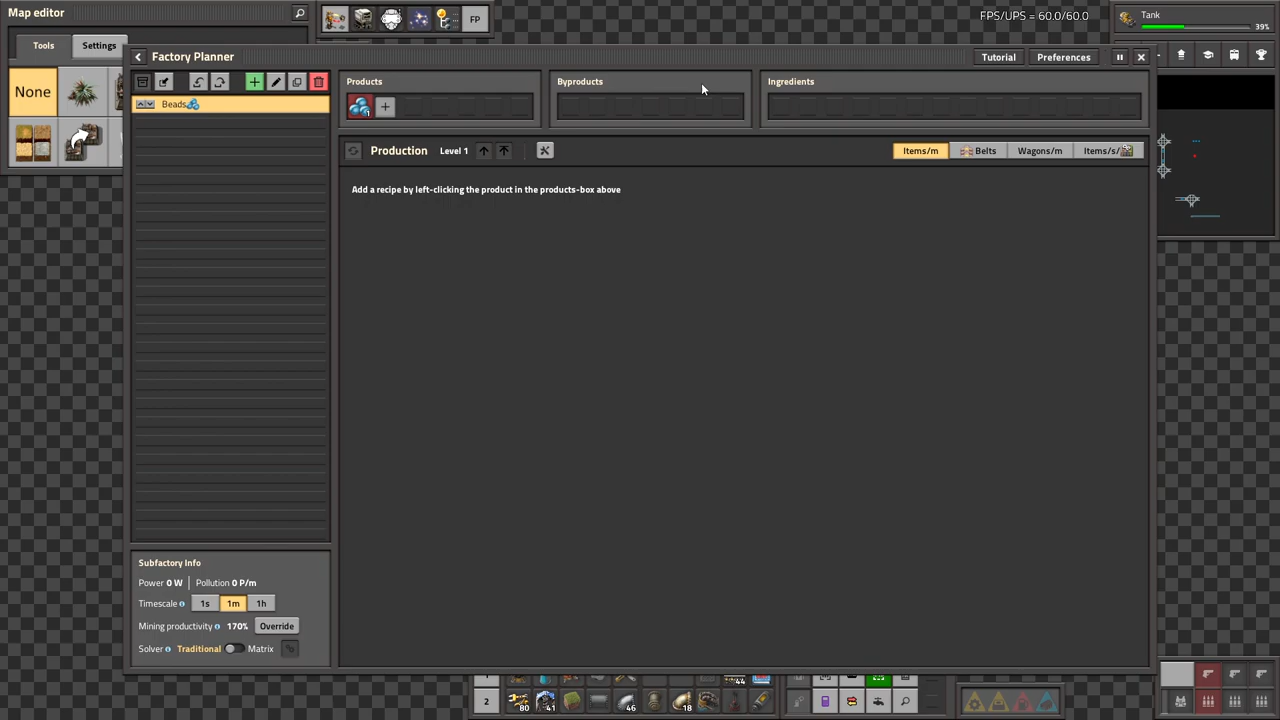 Map editor
FPS/UPS = 60.0/60.0
Tank
39%
FP
Tools
Settings
None
Factory Planner
Tutorial
Preferences
Products
Byproducts
Ingredients
Beads
1
Production
Level 1
Items/m
Belts
Wagons/m
Items/s/
Add a recipe by left-clicking the product in the products-box above
Subfactory Info
Power 0 W
Pollution 0 P/m
Timescale
1s
1m
1h
Mining productivity
170%
Override
Solver
Traditional
Matrix
1
44
2
80
41
46
18